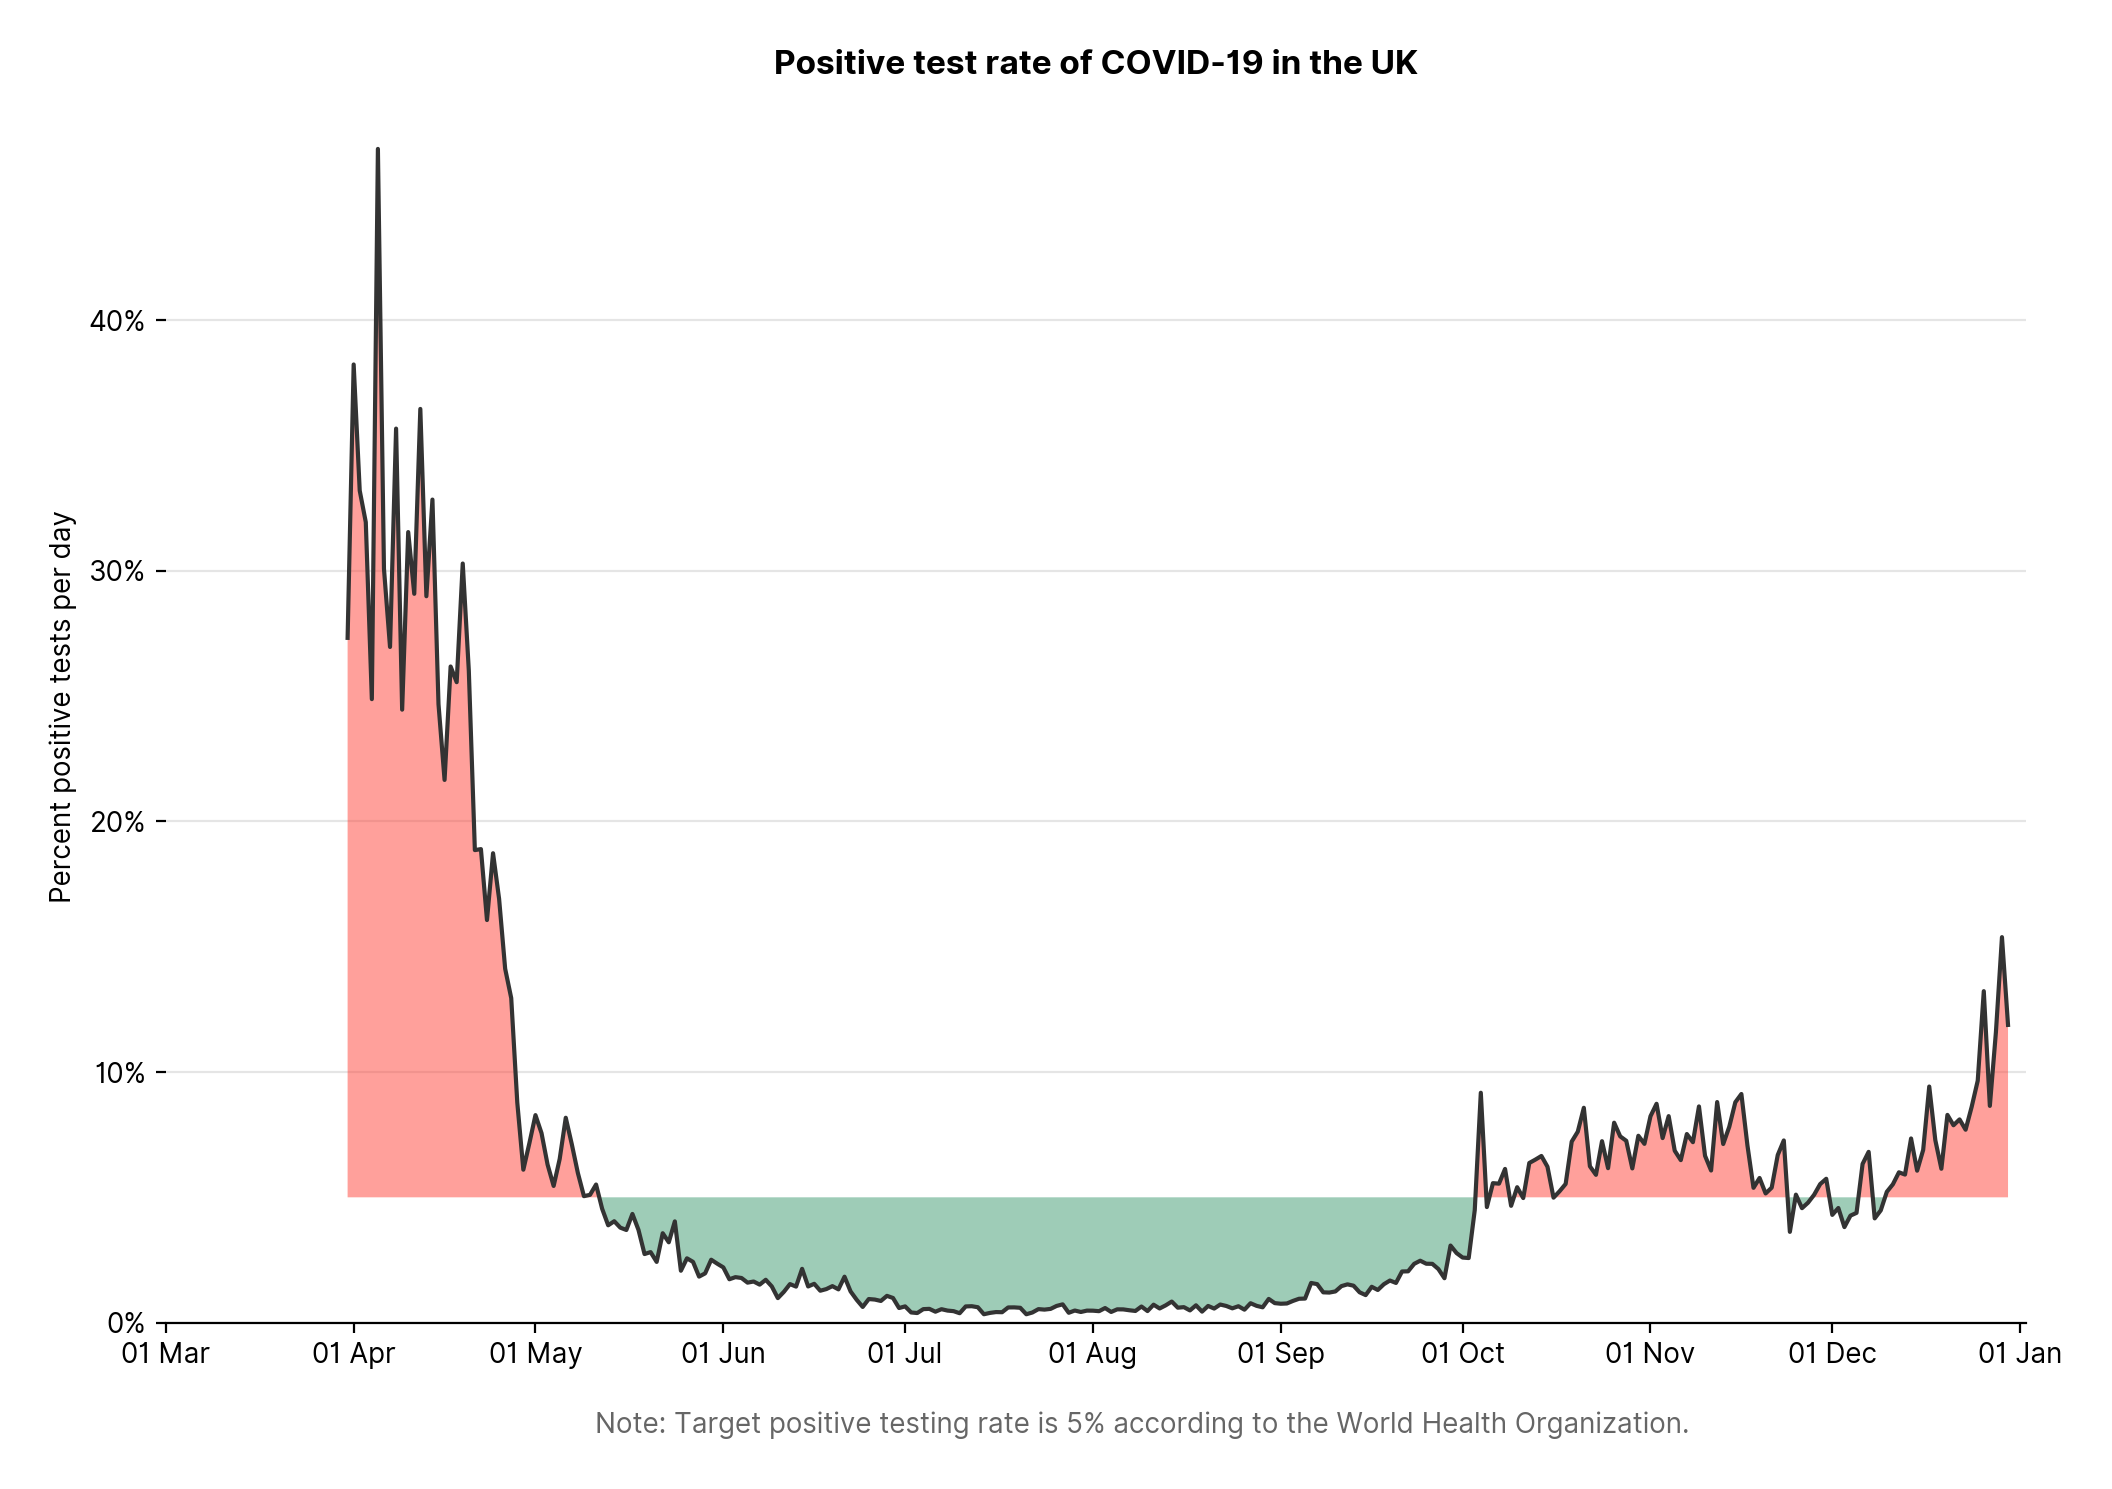 Positive test rate of COVID-19 in the UK
Percent positive tests per day
40%
30%
20%
10%
0%
01 Mar
01 Apr
01 May
01 Jun
01 Jul
01 Aug
01 Sep
01 Oct
01 Nov
01 Dec
01 Jan
Note: Target positive testing rate is 5% according to the World Health Organization.